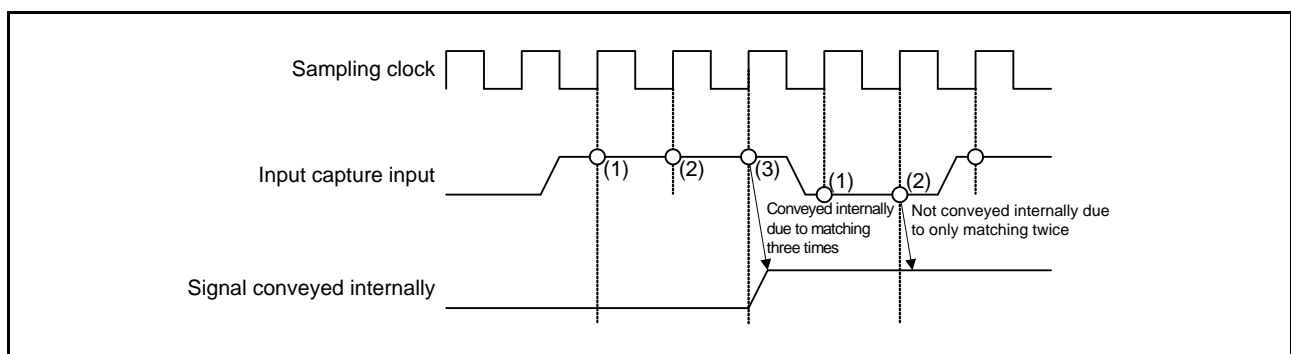 Sampling clock
Input capture input
(1)
(2)
(3)
(1)
(2)
Conveyed internally
due to matching
three times
Not conveyed internally due
to only matching twice
Signal conveyed internally